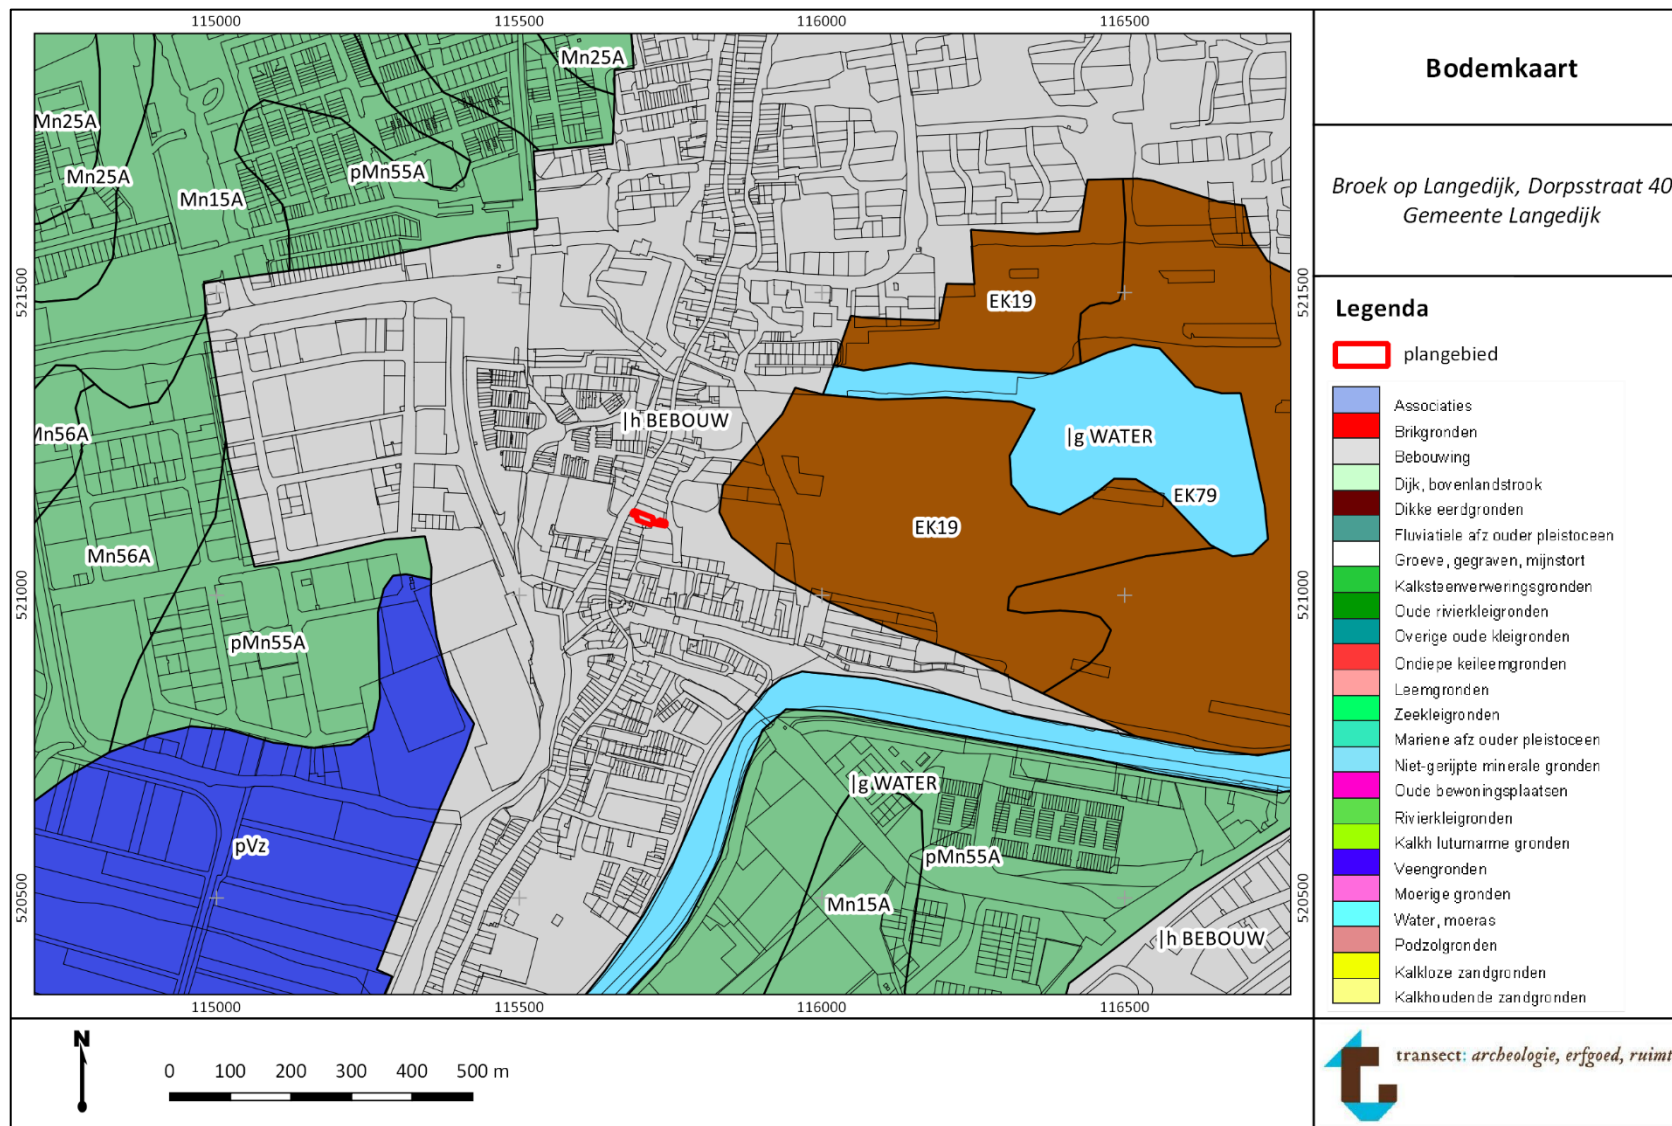 115000 115500 116000 116500
Bodemkaart
Broek op Langedijk, Dorpsstraat 40
Gemeente Langedijk
Mn25A
Mn25A
Mn25A
Mn15A
pMn55A
521500
521500
EK19
|h BEBOUW
|g WATER
Mn56A
EK79
EK19
Mn56A
521000
521000
pMn55A
|g WATER
pVz
pMn55A
Mn15A
520500
520500
|h BEBOUW
115000 115500 116000 116500
Legenda
plangebied
Associaties
Brikgronden
Bebouwing
Dijk, bovenlandstrook
Dikke eerdgronden
Fluviatiele afz ouder pleistoceen
Groeve, gegraven, mijnstort
Kalksteenverweringsgronden
Oude rivierkleigronden
Overige oude kleigronden
Ondiepe keileemgronden
Leemgronden
Zeekleigronden
Mariene afz ouder pleistoceen
Niet-gerijpte minerale gronden
Oude bewoningsplaatsen
Rivierkleigronden
Kalkh lutumarme gronden
Veengronden
Moerige gronden
Water, moeras
Podzolgronden
Kalkloze zandgronden
Kalkhoudende zandgronden
N
0 100 200 300 400 500 m
transect: archeologie, erfgoed, ruimt